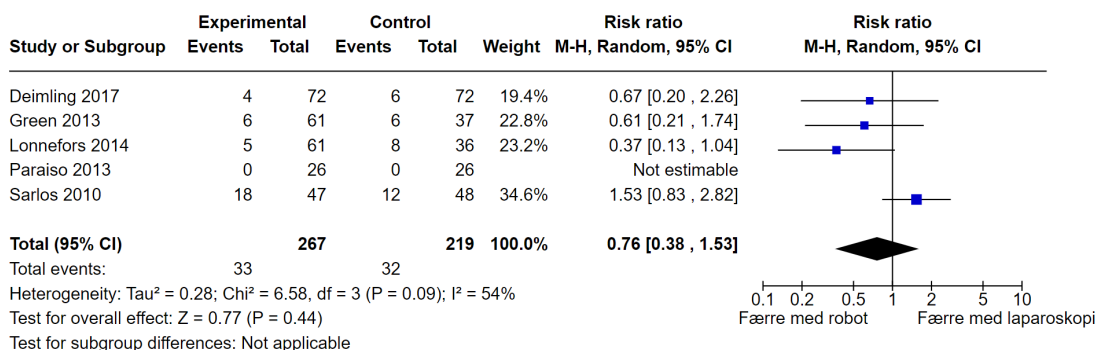 Experimental Control Risk ratio Risk ratio
Study or Subgroup Events Total Events Total Weight M-H, Random, 95% CI M-H, Random, 95% CI
Deimling 2017 4 72 6 72 19.4% 0.67 [0.20 , 2.26]
Green 2013 6 61 6 37 22.8% 0.61 [0.21 , 1.74]
Lonnefors 2014 5 61 8 36 23.2% 0.37 [0.13 , 1.04]
Paraiso 2013 0 26 0 26 Not estimable
Sarlos 2010 18 47 12 48 34.6% 1.53 [0.83 , 2.82]
Total (95% CI) 267 219 100.0% 0.76 [0.38 , 1.53]
Total events: 33 32
Heterogeneity: Tau² = 0.28; Chi² = 6.58, df = 3 (P = 0.09); I² = 54%
0.1 0.2 0.5 1 2 5 10
Test for overall effect: Z = 0.77 (P = 0.44)
Færre med robot Færre med laparoskopi
Test for subgroup differences: Not applicable